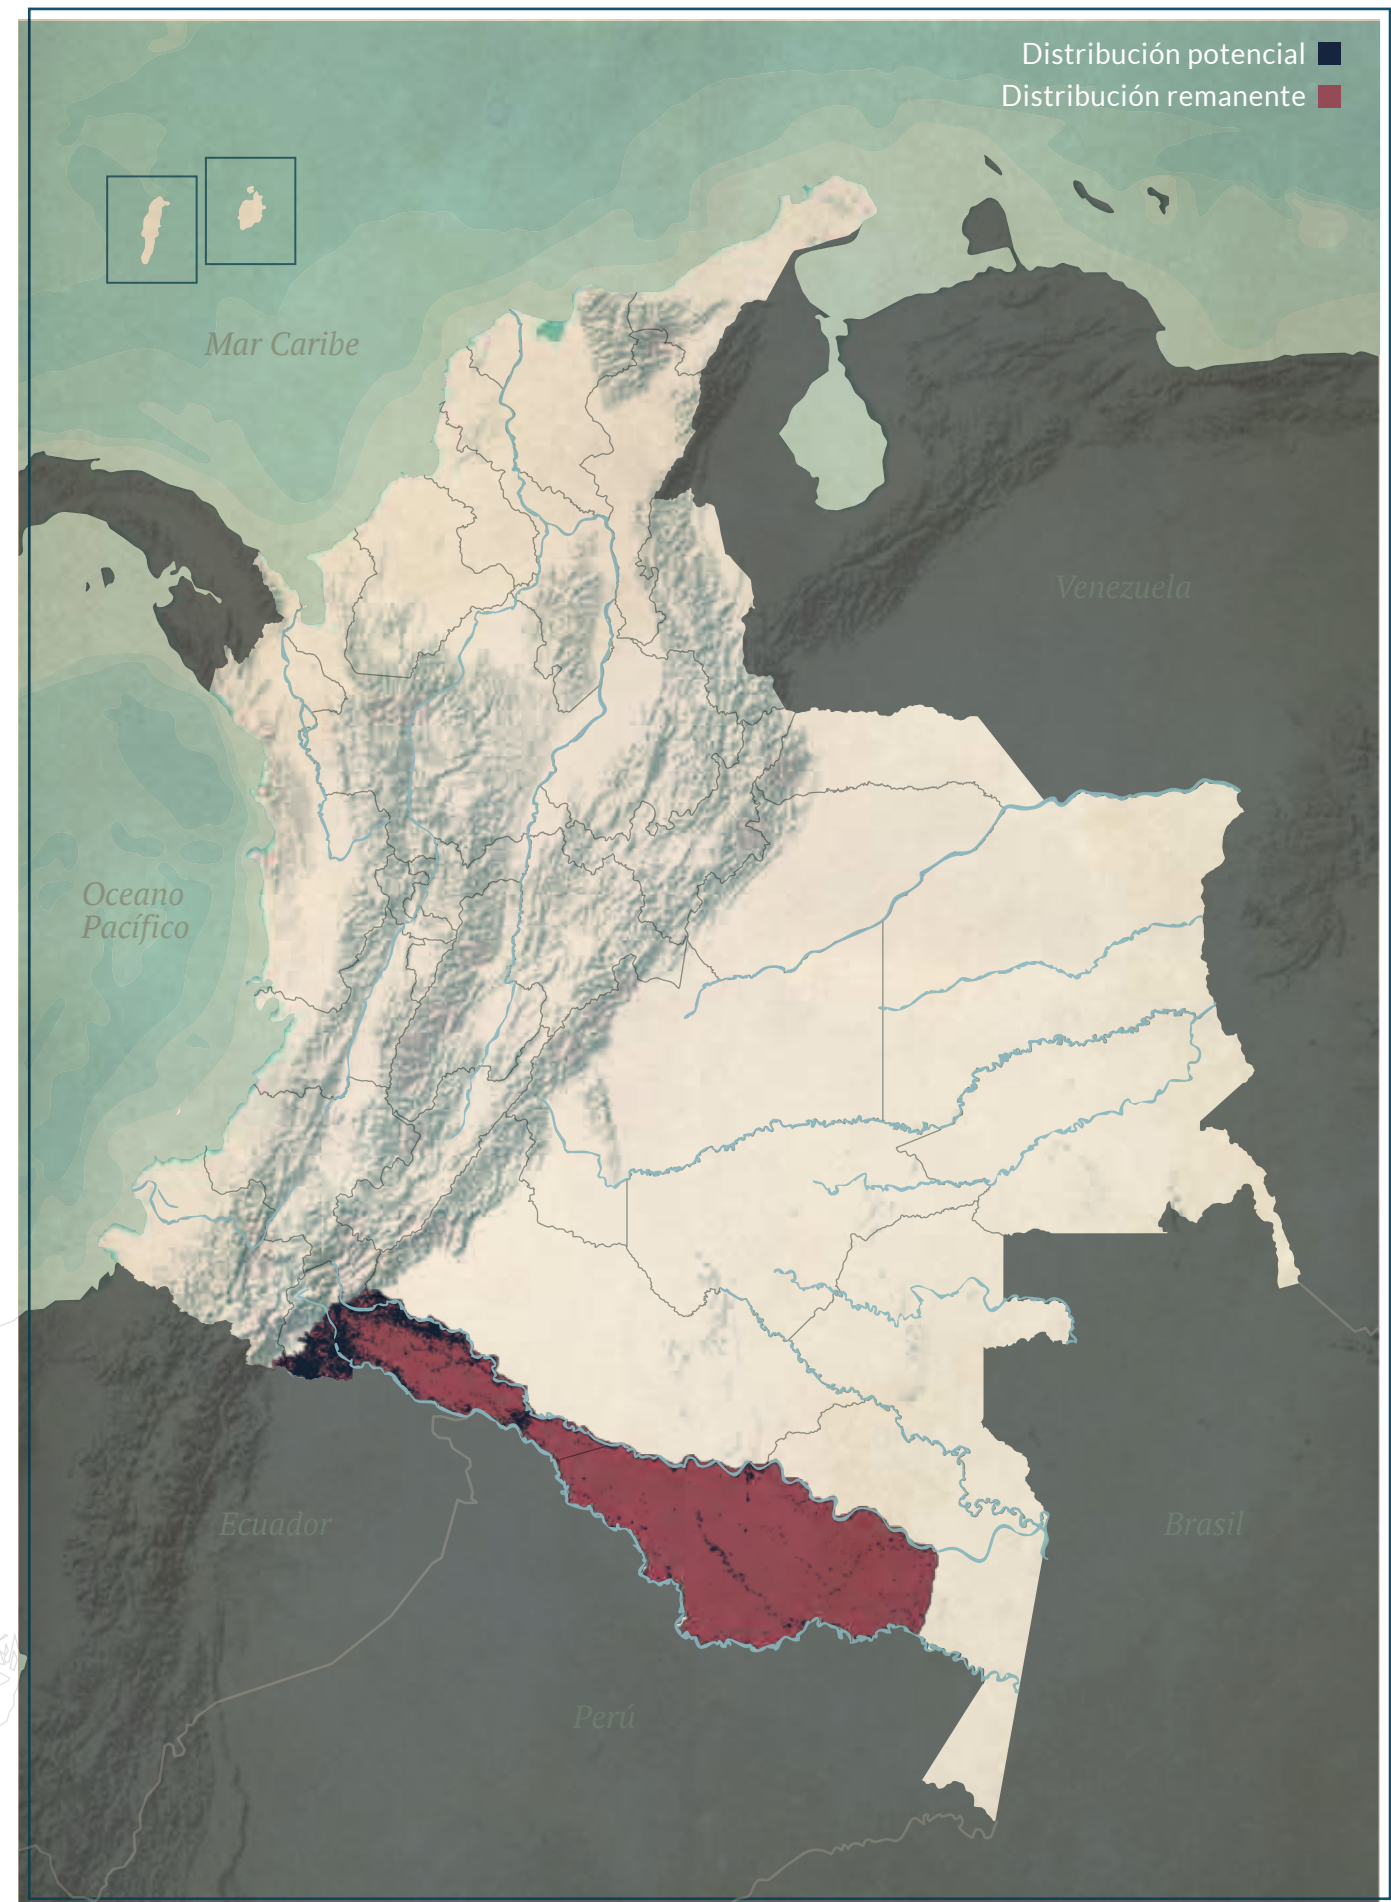 Distribución potencial
Distribución remanente
Mar Caribe
Venezuela
Oceano
Pacífico
Ecuador
Brasil
Perú